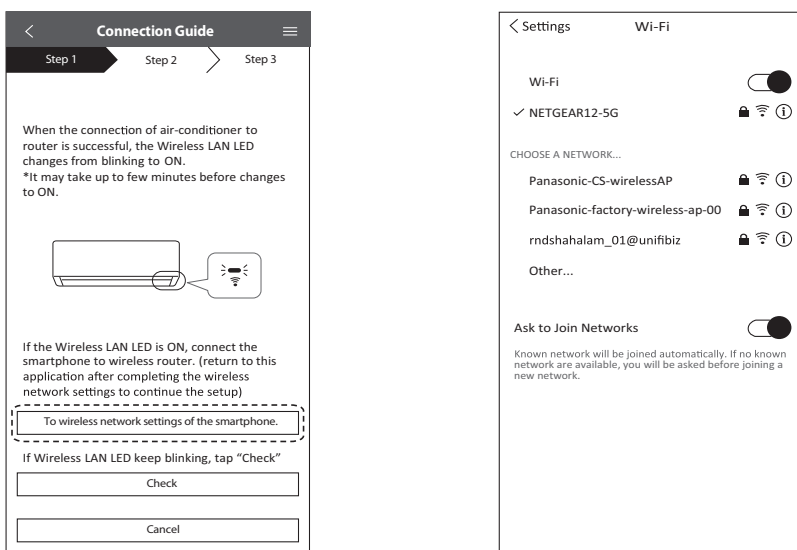 Connection Guide
Step 1
Step 2
Step 3
When the connection of air-conditioner to
router is successful, the Wireless LAN LED
changes from blinking to ON.
*It may take up to few minutes before changes
to ON.
If the Wireless LAN LED is ON, connect the
smartphone to wireless router. (return to this
application after completing the wireless
network settings to continue the setup)
To wireless network settings of the smartphone.
If Wireless LAN LED keep blinking, tap “Check”
Check
Cancel
Settings
Wi-Fi
Wi-Fi
NETGEAR12-5G
CHOOSE A NETWORK...
Panasonic-CS-wirelessAP
Panasonic-factory-wireless-ap-00
rndshahalam_01@unifibiz
Other...
Ask to Join Networks
Known network will be joined automatically. If no known
network are available, you will be asked before joining a
new network.